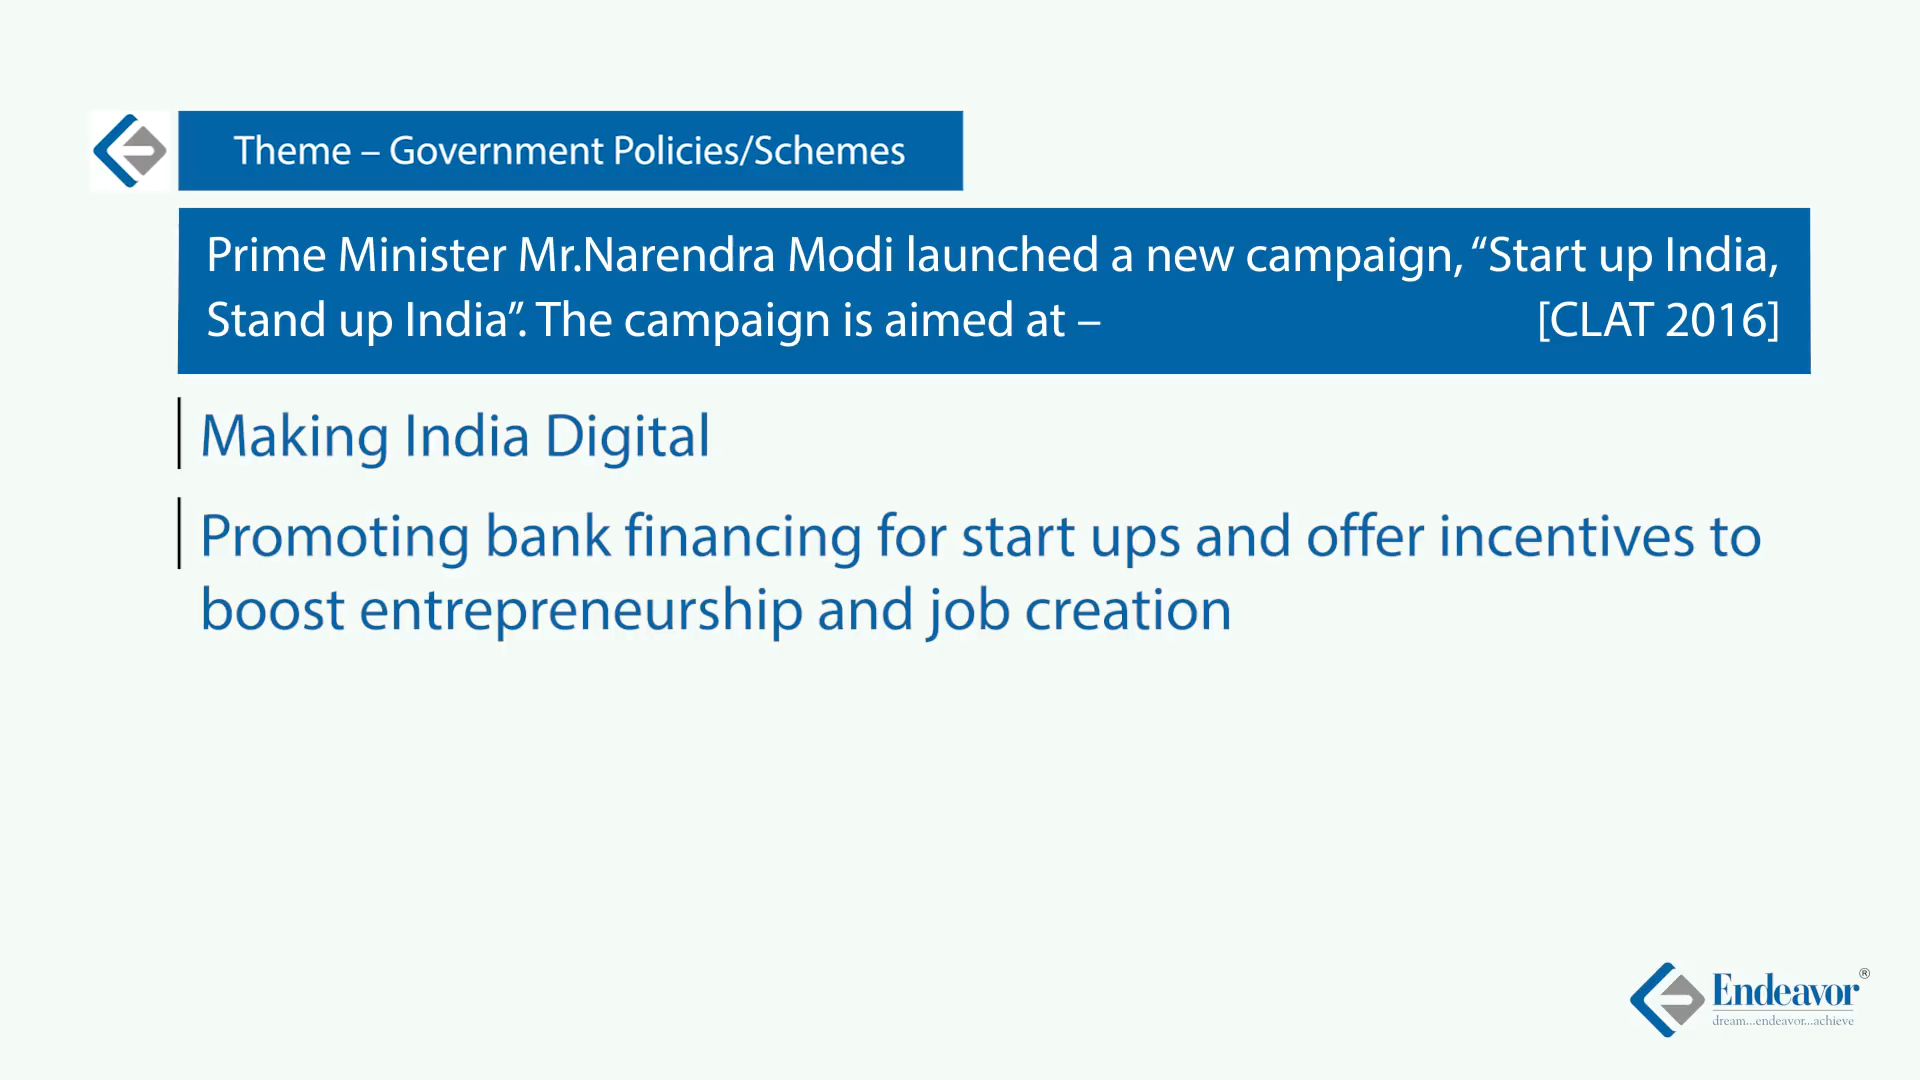 Theme – Government Policies/Schemes
Prime Minister Mr.Narendra Modi launched a new campaign, “Start up India,
Stand up India”. The campaign is aimed at – [CLAT 2016]
Making India Digital
Promoting bank financing for start ups and offer incentives to
boost entrepreneurship and job creation
Endeavor®
dream...endeavor...achieve